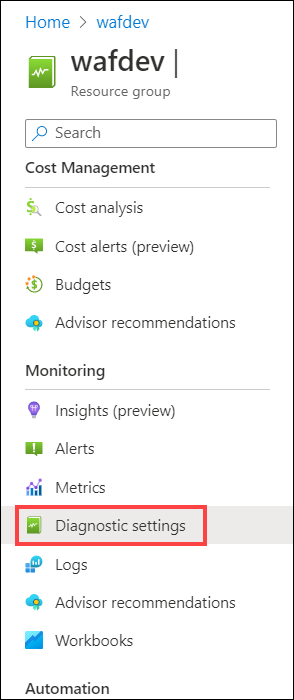 Home > wafdev
wafdev |
Resource group
Search
Cost Management
Cost analysis
Cost alerts (preview)
Budgets
Advisor recommendations
Monitoring
Insights (preview)
Alerts
Metrics
Diagnostic settings
Logs
Advisor recommendations
Workbooks
Automation